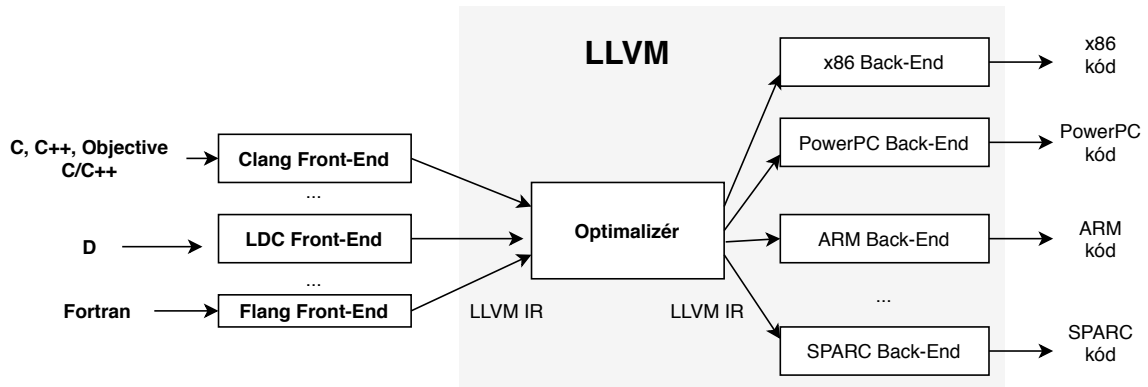 LLVM
C, C++, Objective
C/C++
Clang Front-End
...
D
LDC Front-End
...
Fortran
Flang Front-End
LLVM IR
Optimalizér
LLVM IR
x86 Back-End
x86
kód
PowerPC Back-End
PowerPC
kód
ARM Back-End
ARM
kód
...
SPARC Back-End
SPARC
kód